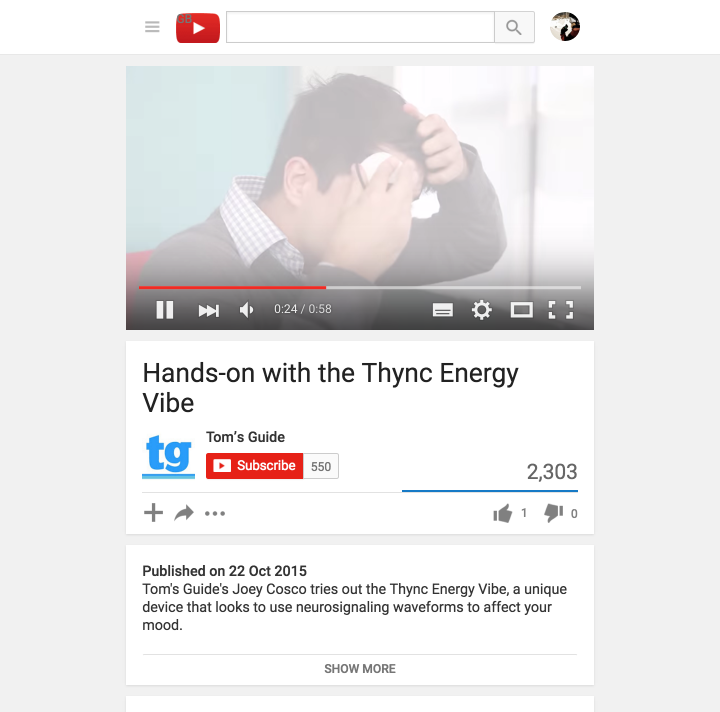 GB
0:24 / 0:58
Hands-on with the Thync Energy
Vibe
tg
Tom’s Guide
Subscribe 550
2,303
1 0
Published on 22 Oct 2015
Tom's Guide's Joey Cosco tries out the Thync Energy Vibe, a unique
device that looks to use neurosignaling waveforms to affect your
mood.
SHOW MORE